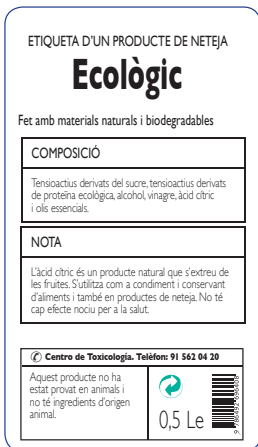 ETIQUETA D'UN PRODUCTE DE NETEJA
Ecològic
Fet amb materials naturals i biodegradables
COMPOSICIÓ
Tensioactius derivats del sucre, tensioactius derivats
de proteïna ecològica, alcohol, vinagre, àcid cítric
i olis essencials.
NOTA
L'àcid cítric és un producte natural que s'extreu de
les fruites. S'utilitza com a condiment i conservant
d'aliments i també en productes de neteja. No té
cap efecte nociu per a la salut.
✆ Centro de Toxicología. Telèfon: 91 562 04 20
Aquest producte no ha
estat provat en animals i
no té ingredients d'origen
animal.
0,5 Le